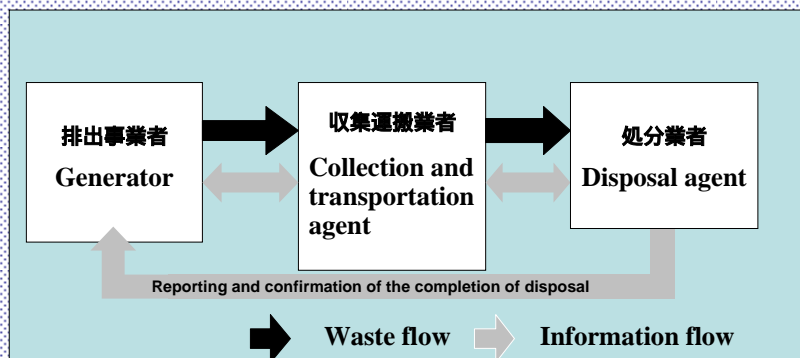 排出事業者
Generator
収集運搬業者
Collection and
transportation
agent
処分業者
Disposal agent
Reporting and confirmation of the completion of disposal
Waste flow
Information flow